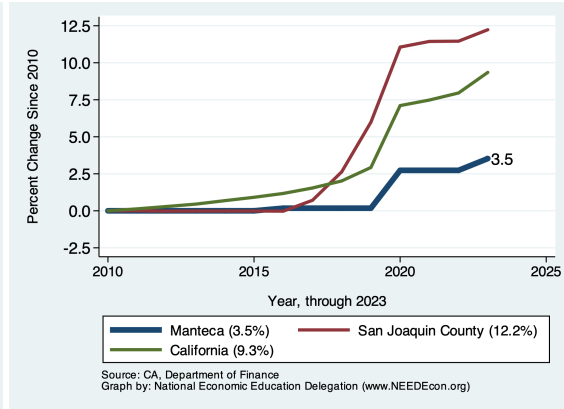 12.5
10.0
7.5
5.0
2.5
0.0
-2.5
Percent Change Since 2010
3.5
2010 2015 2020 2025
Year, through 2023
Manteca (3.5%) San Joaquin County (12.2%)
California (9.3%)
Source: CA, Department of Finance
Graph by: National Economic Education Delegation (www.NEEDEcon.org)